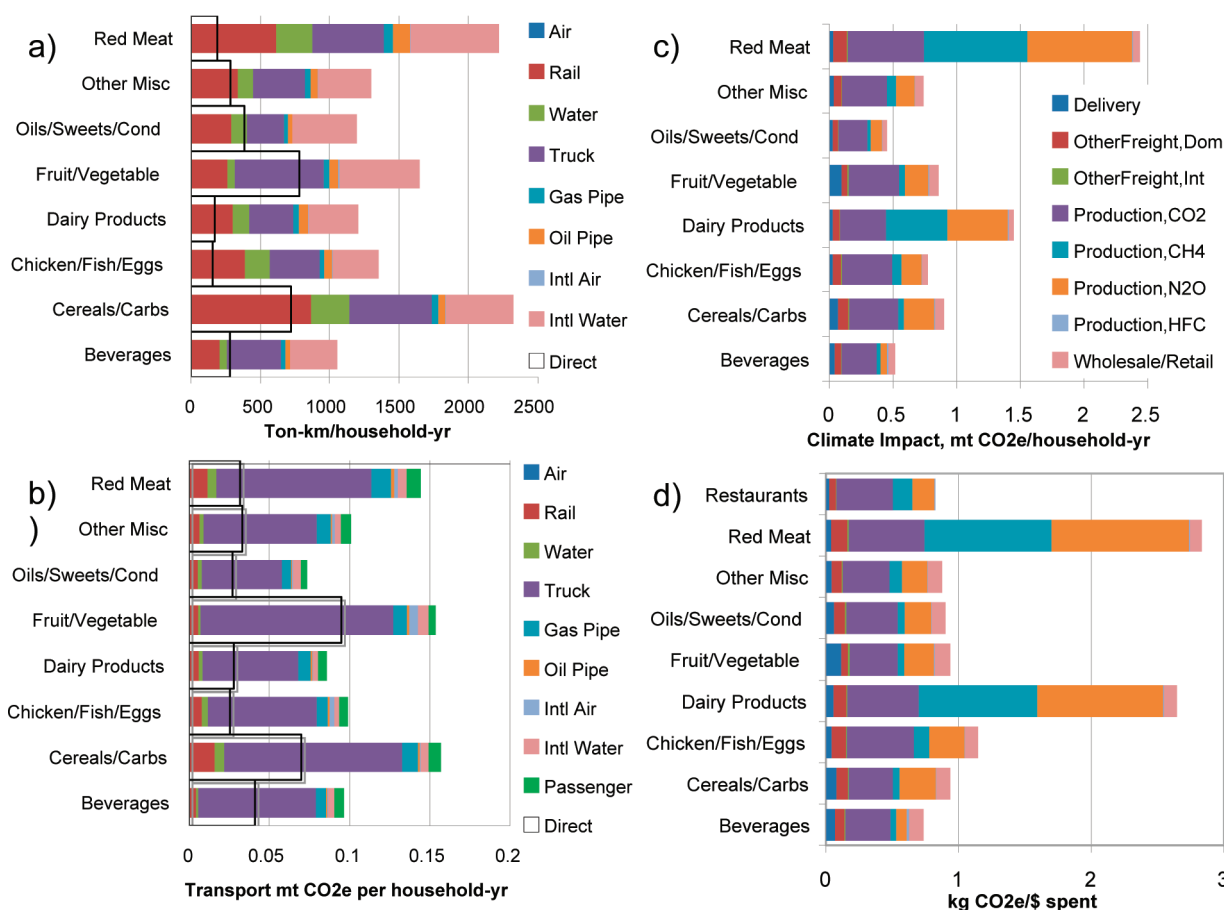 a)
Red Meat
Other Misc
Oils/Sweets/Cond
Fruit/Vegetable
Dairy Products
Chicken/Fish/Eggs
Cereals/Carbs
Beverages
0 500 1000 1500 2000 2500
Ton-km/household-yr
Air
Rail
Water
Truck
Gas Pipe
Oil Pipe
Intl Air
Intl Water
Direct
c)
Red Meat
Other Misc
Oils/Sweets/Cond
Fruit/Vegetable
Dairy Products
Chicken/Fish/Eggs
Cereals/Carbs
Beverages
0 0.5 1 1.5 2 2.5
Climate Impact, mt CO2e/household-yr
Delivery
OtherFreight,Dom
OtherFreight,Int
Production,CO2
Production,CH4
Production,N2O
Production,HFC
Wholesale/Retail
b)
)
Red Meat
Other Misc
Oils/Sweets/Cond
Fruit/Vegetable
Dairy Products
Chicken/Fish/Eggs
Cereals/Carbs
Beverages
0 0.05 0.1 0.15 0.2
Transport mt CO2e per household-yr
Air
Rail
Water
Truck
Gas Pipe
Oil Pipe
Intl Air
Intl Water
Passenger
Direct
d)
Restaurants
Red Meat
Other Misc
Oils/Sweets/Cond
Fruit/Vegetable
Dairy Products
Chicken/Fish/Eggs
Cereals/Carbs
Beverages
0 1 2 3
kg CO2e/$ spent